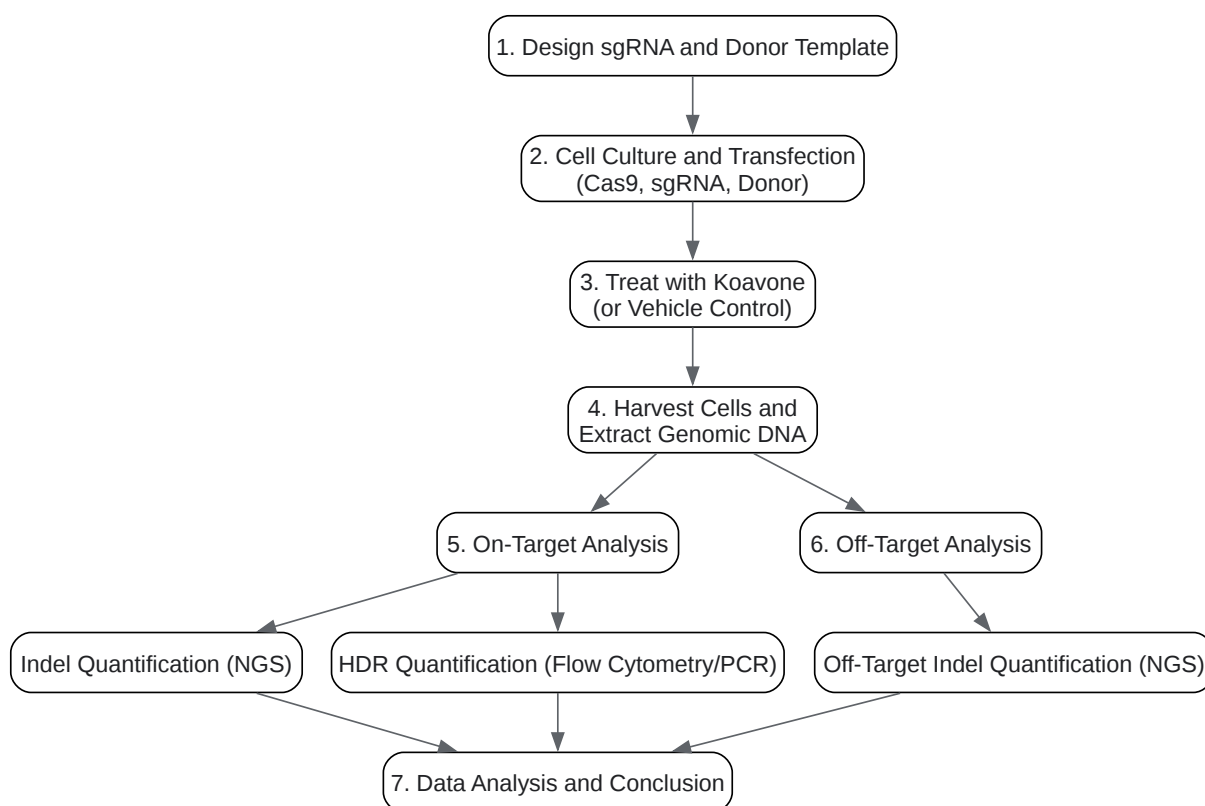 1. Design sgRNA and Donor Template
2. Cell Culture and Transfection
(Cas9, sgRNA, Donor)
3. Treat with Koavone
(or Vehicle Control)
4. Harvest Cells and
Extract Genomic DNA
5. On-Target Analysis
6. Off-Target Analysis
Indel Quantification (NGS)
HDR Quantification (Flow Cytometry/PCR)
Off-Target Indel Quantification (NGS)
7. Data Analysis and Conclusion